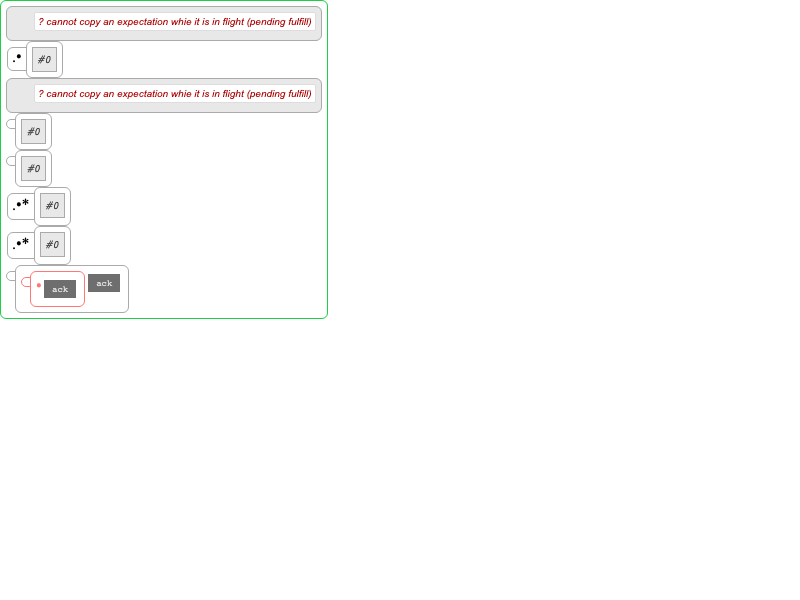 ? cannot copy an expectation whie it is in flight (pending fulfill)
.• #0
? cannot copy an expectation whie it is in flight (pending fulfill)
#0
#0
.•* #0
.•* #0
• ack ack